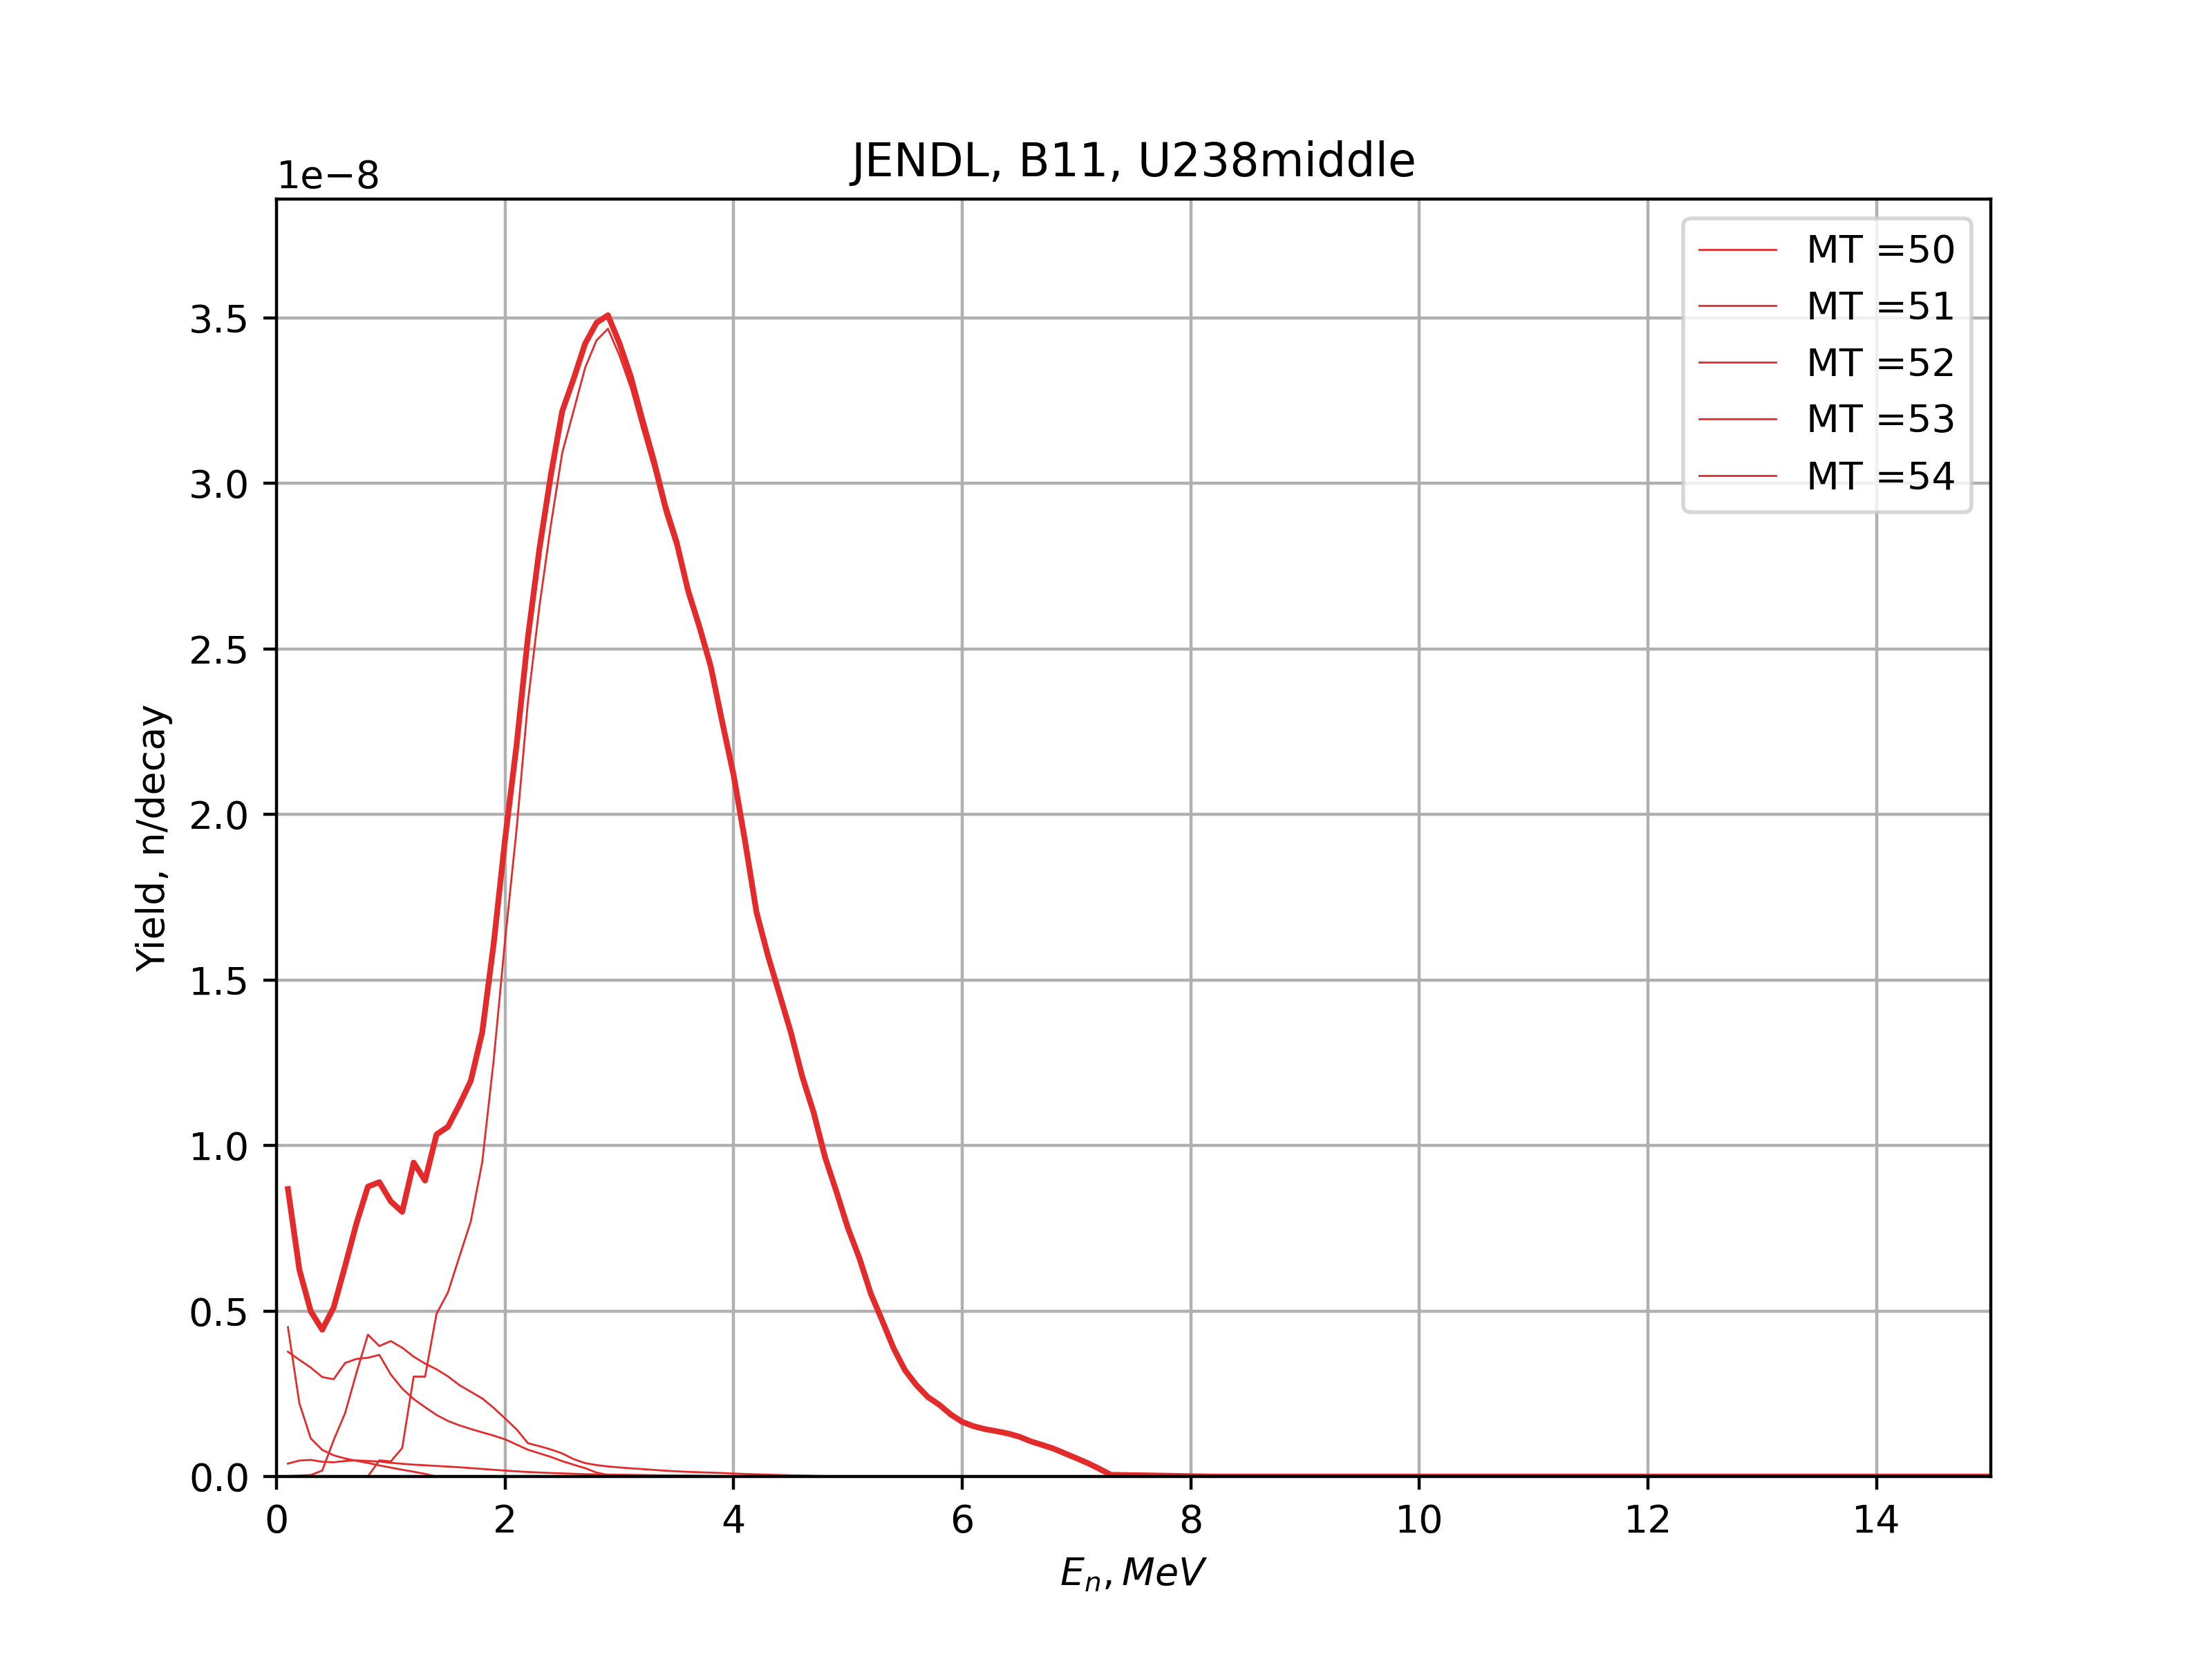 JENDL, B11, U238middle
1e−8
MT =50
MT =51
MT =52
MT =53
MT =54
3.5
3.0
2.5
2.0
1.5
1.0
0.5
0.0
Yield, n/decay
0 2 4 6 8 10 12 14
E_n, MeV